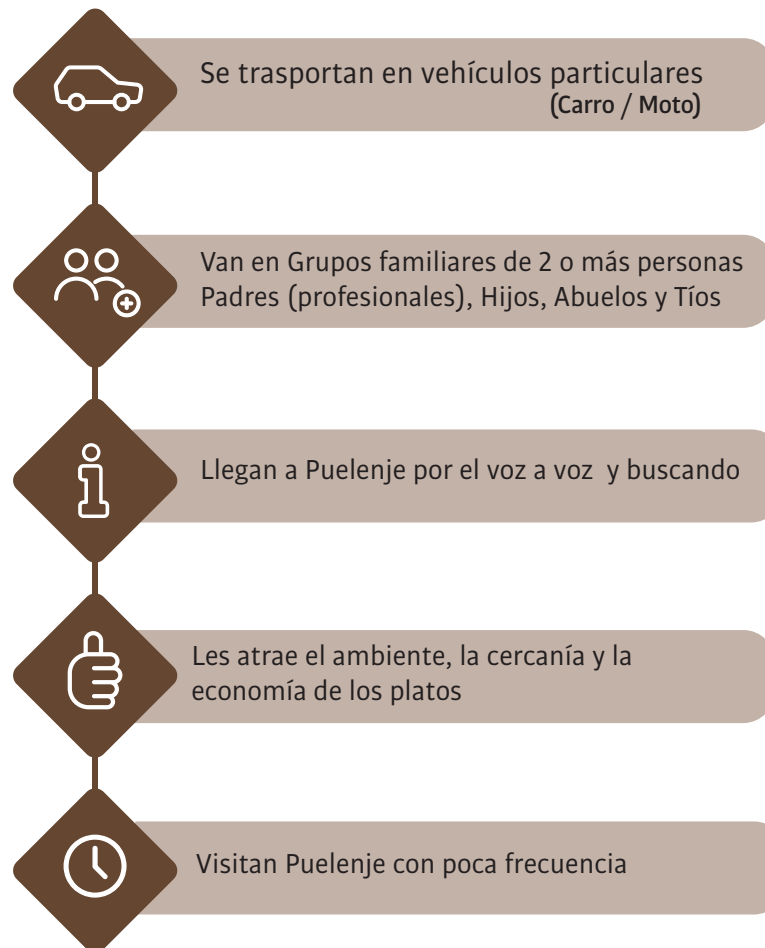 Se trasportan en vehículos particulares
(Carro / Moto)
Van en Grupos familiares de 2 o más personas
Padres (profesionales), Hijos, Abuelos y Tíos
Llegan a Puelenje por el voz a voz y buscando
Les atrae el ambiente, la cercanía y la
economía de los platos
Visitan Puelenje con poca frecuencia